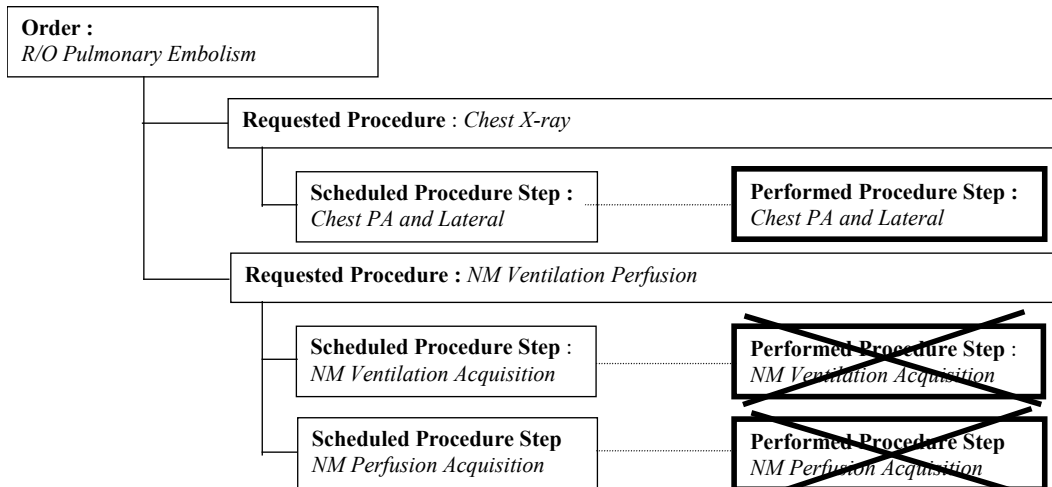 Order :
R/O Pulmonary Embolism
Requested Procedure : Chest X-ray
Scheduled Procedure Step :
Chest PA and Lateral
Performed Procedure Step :
Chest PA and Lateral
Requested Procedure : NM Ventilation Perfusion
Scheduled Procedure Step :
NM Ventilation Acquisition
Performed Procedure Step :
NM Ventilation Acquisition
Scheduled Procedure Step
NM Perfusion Acquisition
Performed Procedure Step
NM Perfusion Acquisition